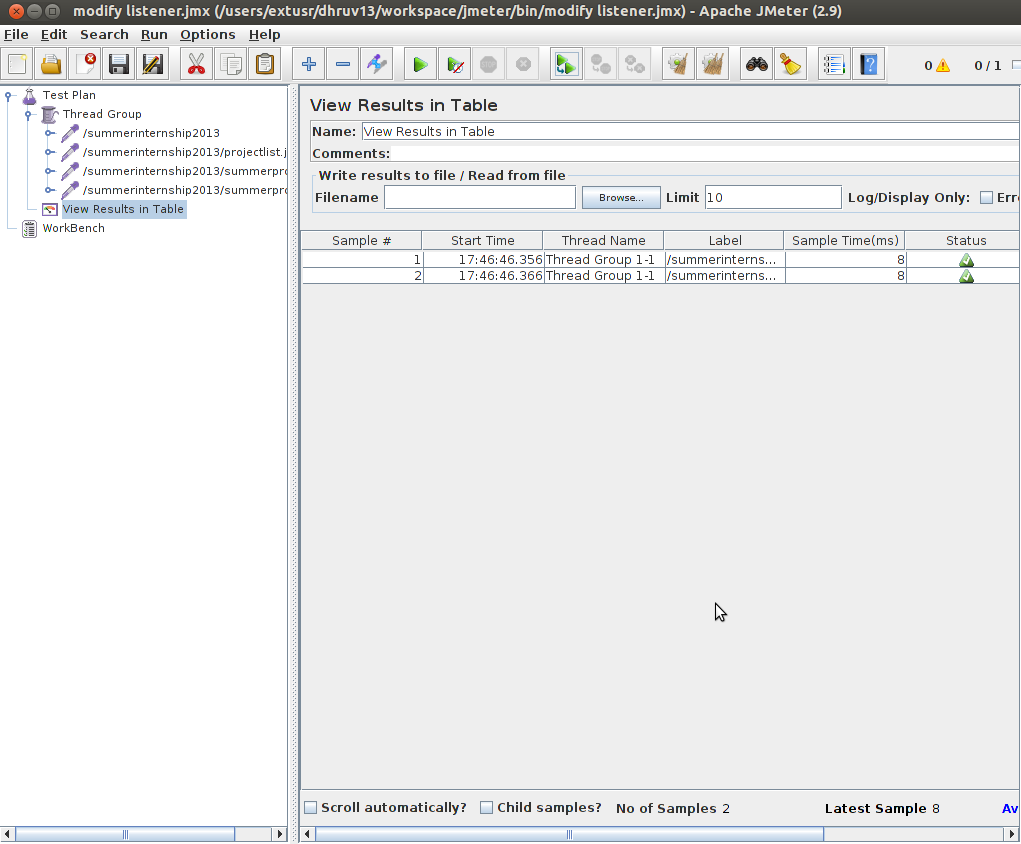 modify listener.jmx (/users/extusr/dhruv13/workspace/jmeter/bin/modify listener.jmx) - Apache JMeter (2.9)
File Edit Search Run Options Help
0 0 / 1
Test Plan
Thread Group
/summerinternship2013
/summerinternship2013/projectlist.j
/summerinternship2013/summerpro
/summerinternship2013/summerpro
View Results in Table
WorkBench
View Results in Table
Name: View Results in Table
Comments:
Write results to file / Read from file
Filename Browse... Limit 10 Log/Display Only: Erro
Sample # Start Time Thread Name Label Sample Time(ms) Status
1 17:46:46.356 Thread Group 1-1 /summerinterns... 8
2 17:46:46.366 Thread Group 1-1 /summerinterns... 8
Scroll automatically? Child samples? No of Samples 2 Latest Sample 8 Av